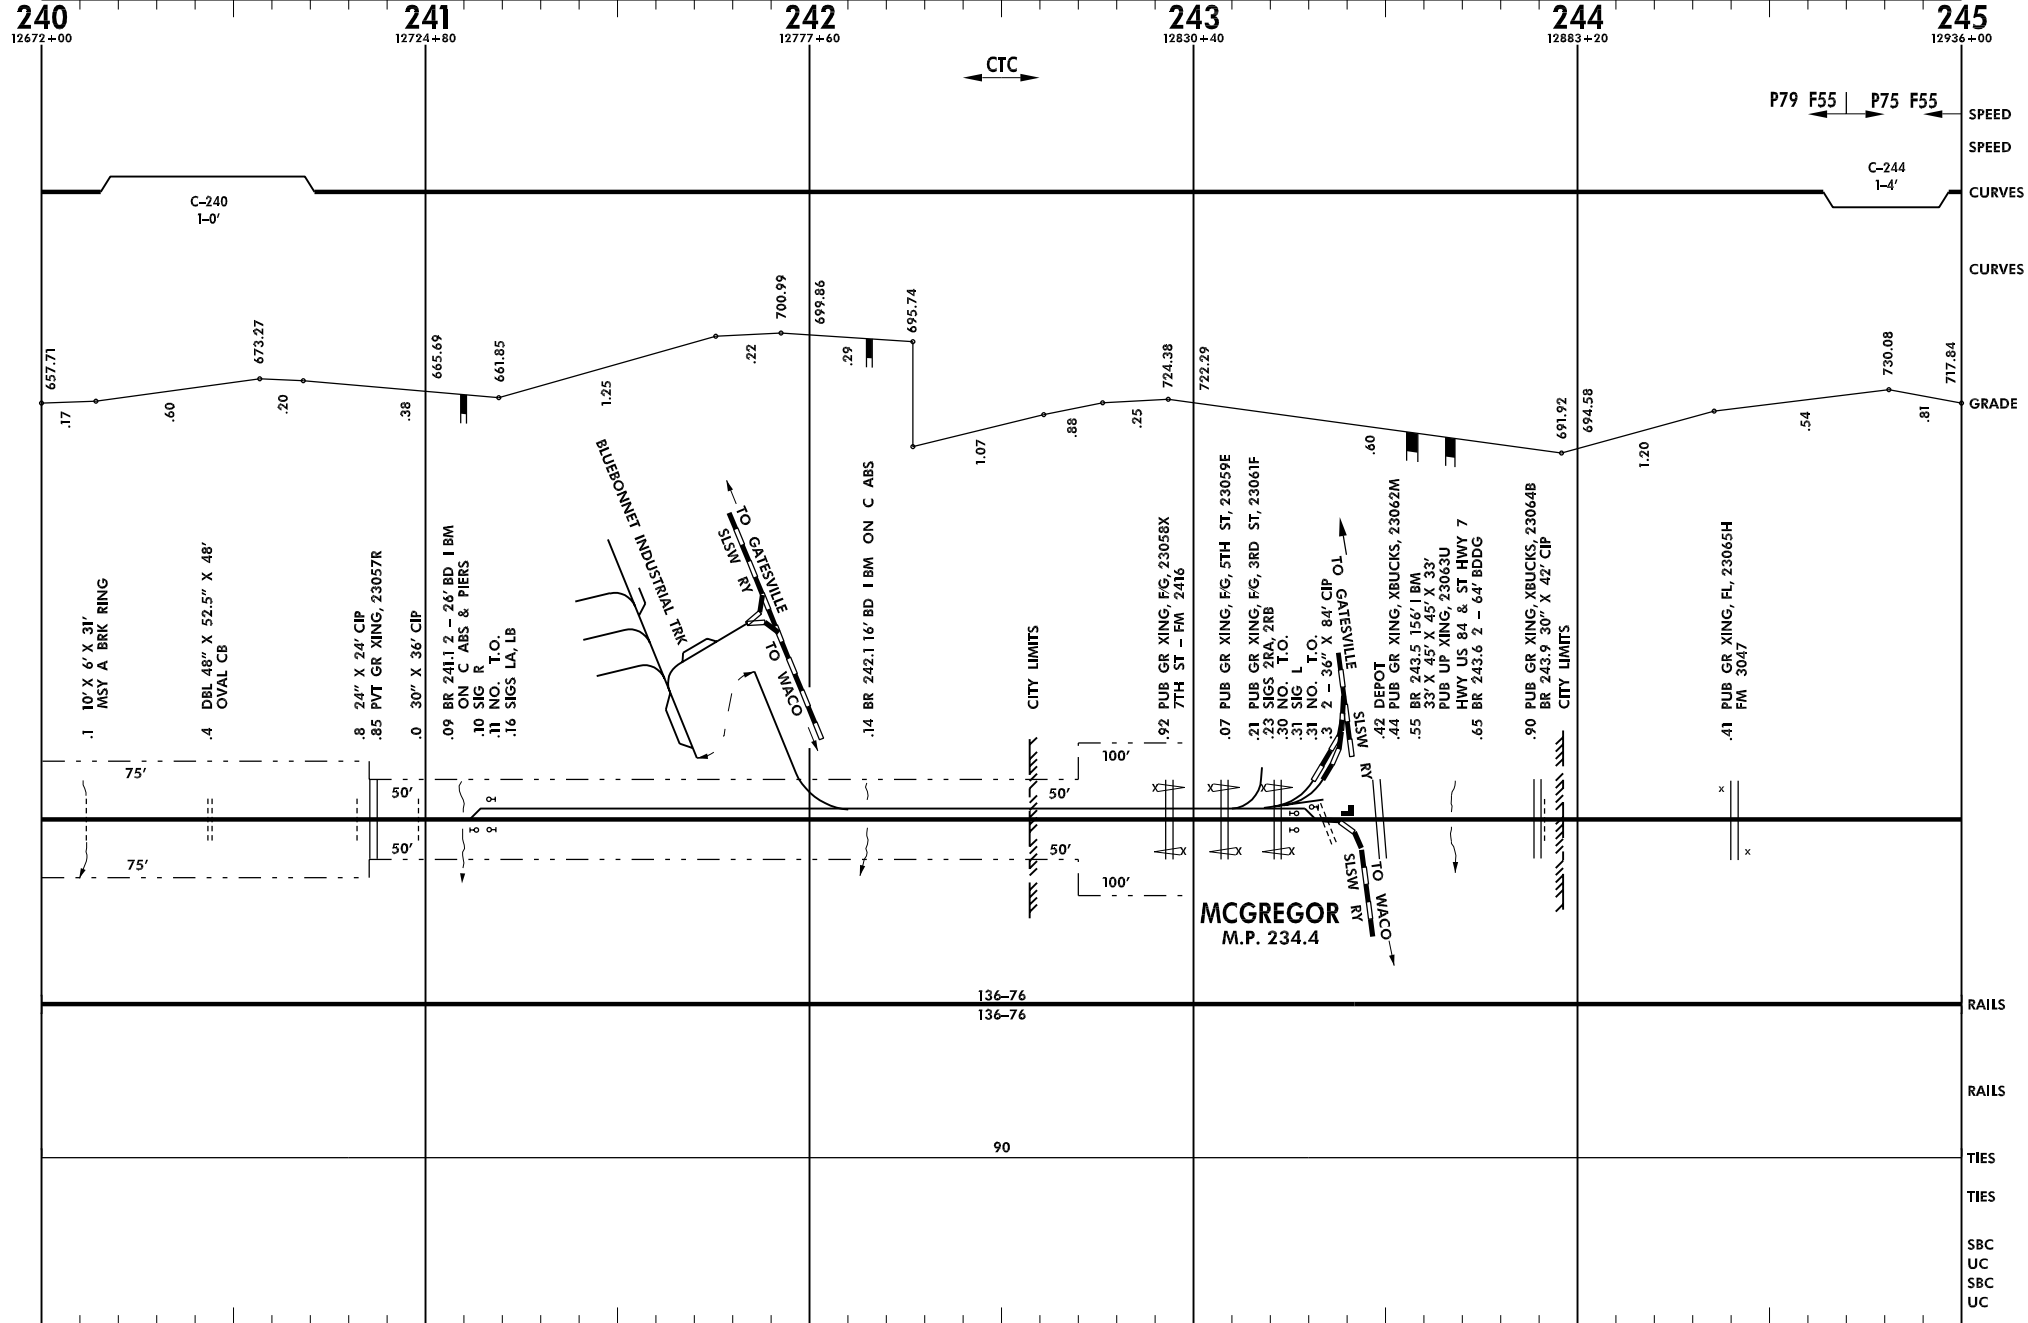 240
241
242
243
244
245
12672+00
12724+80
12777+60
12830+40
12883+20
12936+00
CTC
P79 F55
P75 F55
SPEED
SPEED
C-240
1-0'
C-244
1-4'
CURVES
CURVES
657.71
673.27
665.69
661.85
700.99
699.86
695.74
724.38
722.29
691.92
694.58
730.08
717.84
.17
.60
.20
.38
1.25
.22
.29
1.07
.88
.25
.60
1.20
.54
.81
GRADE
.1 10' X 6' X 31'
MSY A BRK RING
.4 DBL 48" X 52.5" X 48'
OVAL CB
.8 24" X 24' CIP
.85 PVT GR XING, 23057R
.0 30" X 36' CIP
.09 BR 241.1 2 - 26' BD I BM
ON C ABS & PIERS
.10 SIG R
.11 NO. T.O.
.16 SIGS LA, LB
BLUEBONNET INDUSTRIAL TRK
TO GATESVILLE
SLSW RY
TO WACO
.14 BR 242.1 16' BD I BM ON C ABS
CITY LIMITS
.92 PUB GR XING, F/G, 23058X
7TH ST - FM 2416
.07 PUB GR XING, F/G, 5TH ST, 23059E
.21 PUB GR XING, F/G, 3RD ST, 23061F
.23 SIGS 2RA, 2RB
.30 NO. T.O.
.31 SIG L
.31 NO. T.O.
.3 2 - 36" X 84' CIP
TO GATESVILLE
SLSW RY
.42 DEPOT
.44 PUB GR XING, XBUCKS, 23062M
.55 BR 243.5 156' I BM
33' X 45' X 45' X 33'
PUB UP XING, 23063U
HWY US 84 & ST HWY 7
.65 BR 243.6 2 - 64' BDDG
.90 PUB GR XING, XBUCKS, 23064B
BR 243.9 30" X 42' CIP
CITY LIMITS
.41 PUB GR XING, FL, 23065H
FM 3047
75'
50'
50'
100'
X
X
X
X
75'
50'
50'
100'
X
X
X
X
SLSW RY
TO WACO
MCGREGOR
M.P. 234.4
136-76
136-76
RAILS
RAILS
90
TIES
TIES
SBC
UC
SBC
UC